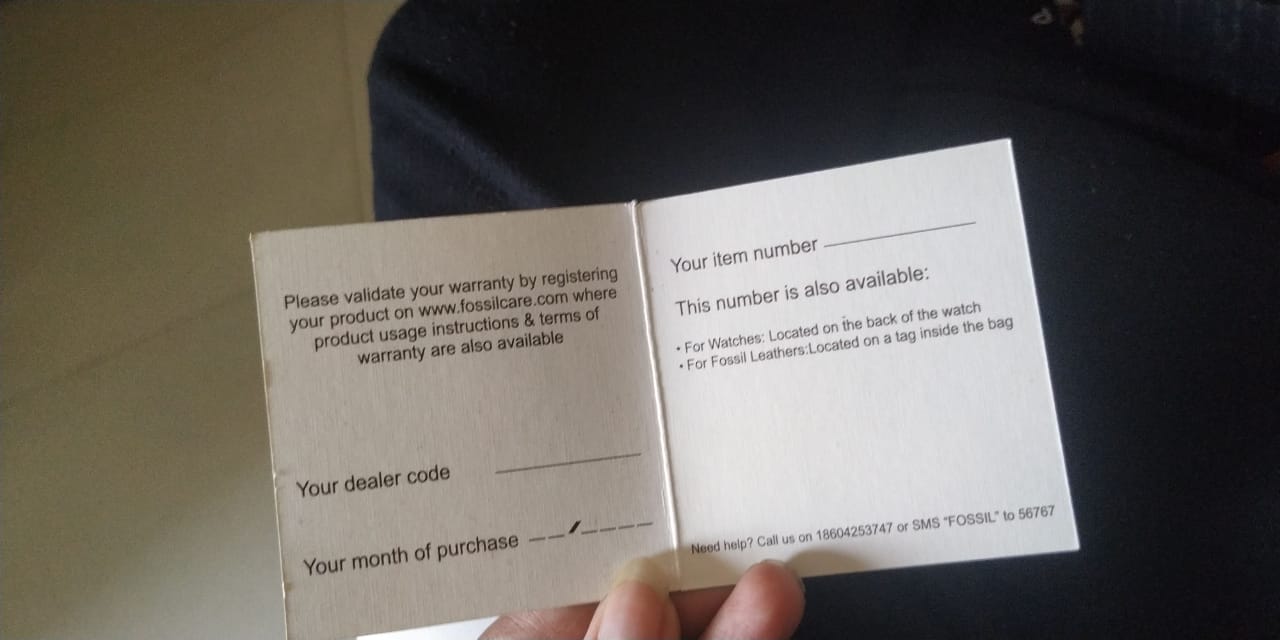 Please validate your warranty by registering
your product on www.fossilcare.com where
product usage instructions & terms of
warranty are also available
Your dealer code ________
Your month of purchase __/____
Your item number ________
This number is also available:
• For Watches: Located on the back of the watch
• For Fossil Leathers:Located on a tag inside the bag
Need help? Call us on 18604253747 or SMS "FOSSIL" to 56767